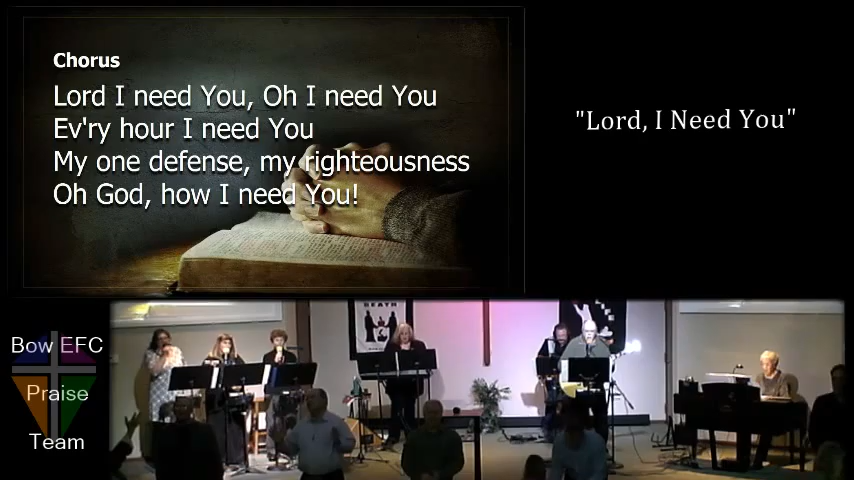 Chorus
Lord I need You, Oh I need You
Ev'ry hour I need You
My one defense, my righteousness
Oh God, how I need You!
"Lord, I Need You"
DEATH
Bow EFC
Praise
Team